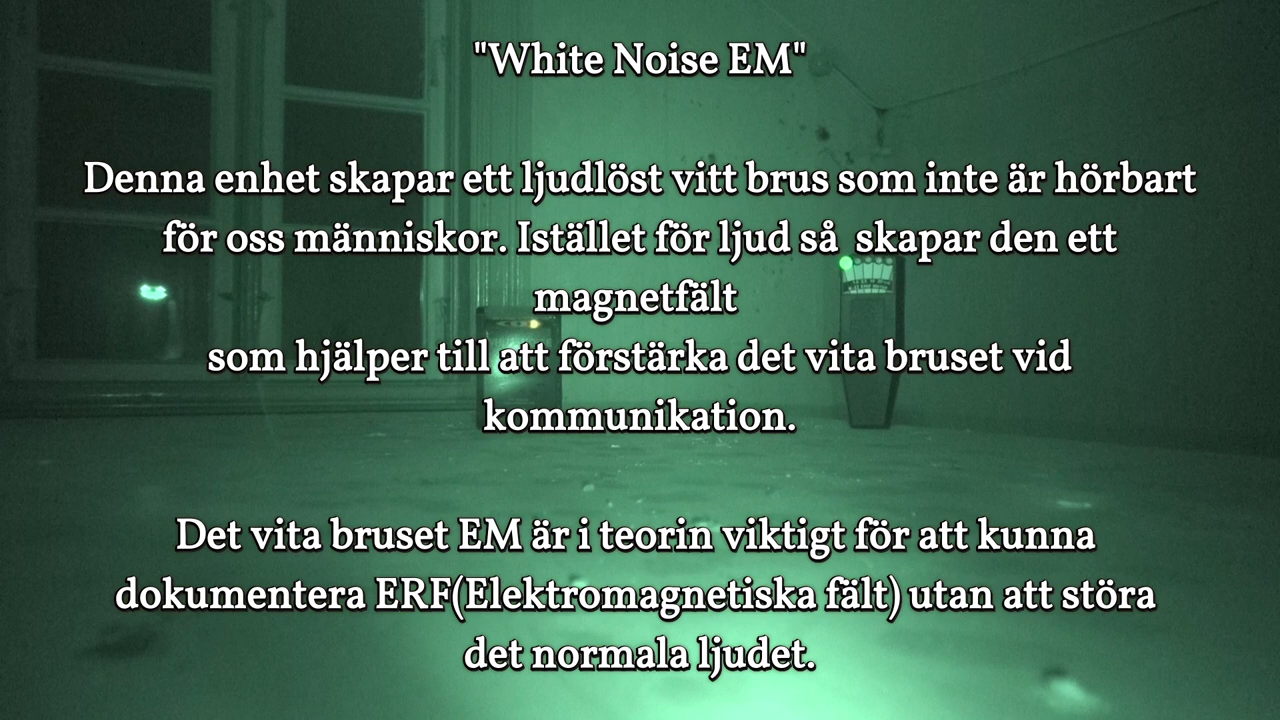 "White Noise EM"
Denna enhet skapar ett ljudlöst vitt brus som inte är hörbart
för oss människor. Istället för ljud så  skapar den ett
magnetfält
som hjälper till att förstärka det vita bruset vid
kommunikation.
Det vita bruset EM är i teorin viktigt för att kunna
dokumentera ERF(Elektromagnetiska fält) utan att störa
det normala ljudet.